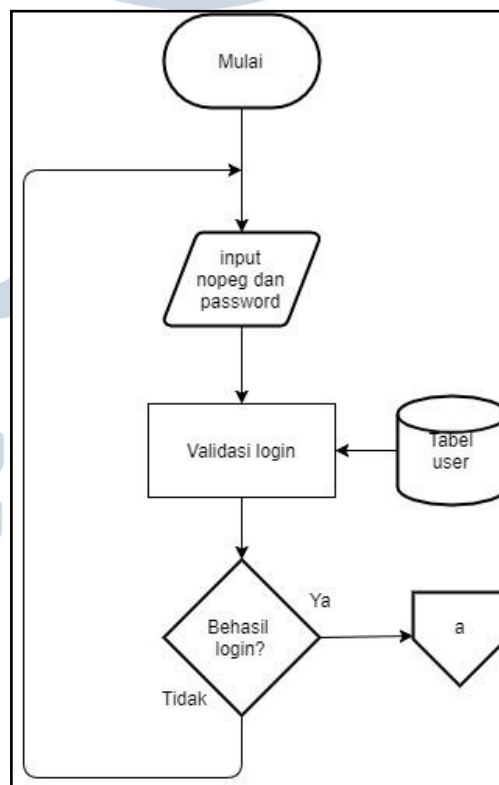 Mulai
input
nopeg dan
password
Validasi login
Tabel
user
Behasil
login?
Ya
a
Tidak